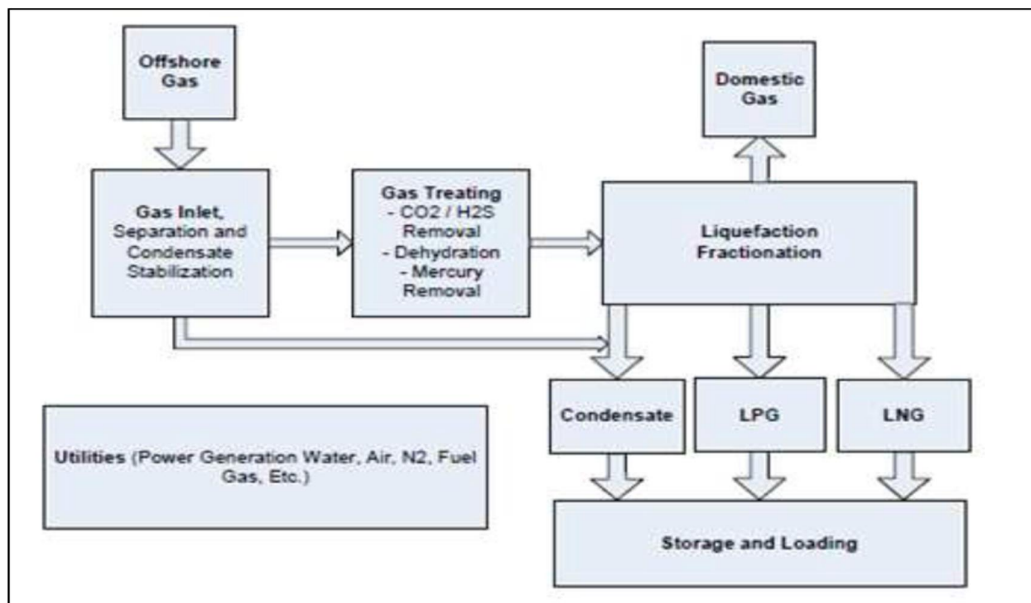 Offshore
Gas
Domestic
Gas
Gas Inlet,
Separation and
Condensate
Stabilization
Gas Treating
- CO2 / H2S
Removal
- Dehydration
- Mercury
Removal
Liquefaction
Fractionation
Condensate
LPG
LNG
Utilities (Power Generation Water, Air, N2, Fuel
Gas, Etc.)
Storage and Loading